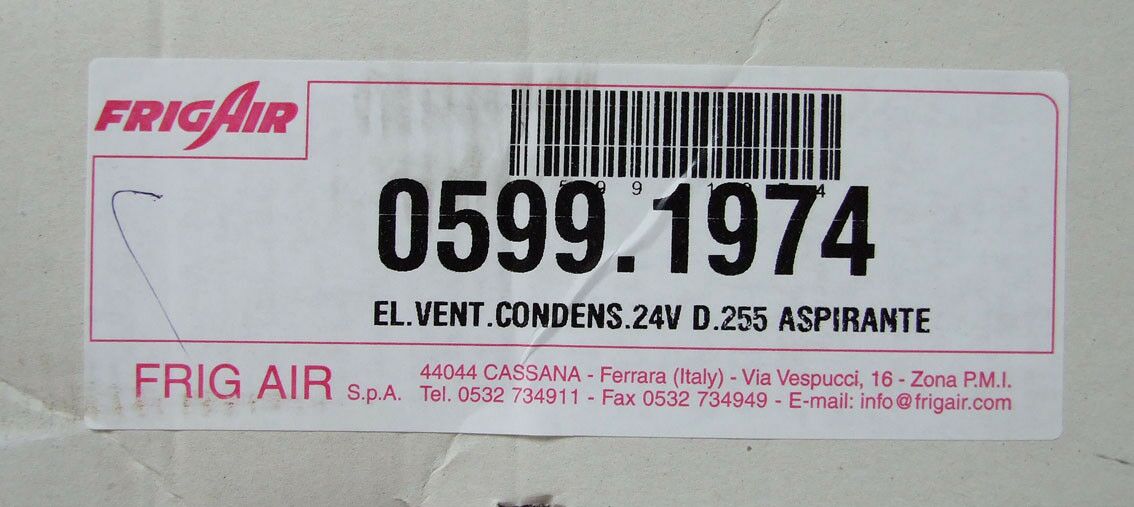 FRIGAIR
0599.1974
EL.VENT.CONDENS.24V D.255 ASPIRANTE
FRIG AIR S.p.A.
44044 CASSANA - Ferrara (Italy) - Via Vespucci, 16 - Zona P.M.I.
Tel. 0532 734911 - Fax 0532 734949 - E-mail: info@frigair.com